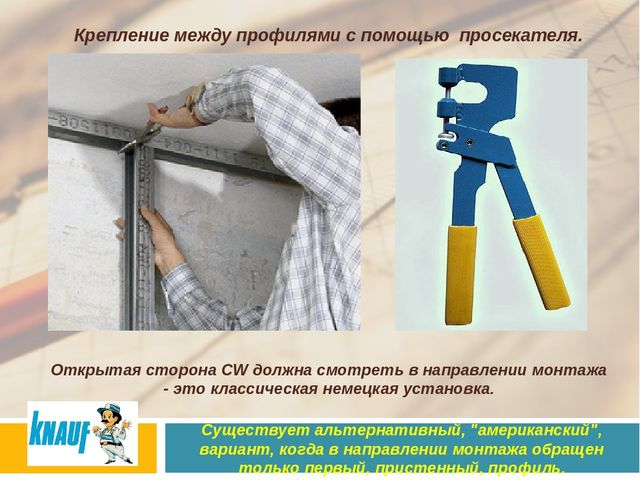 Крепление между профилями с помощью просекателя.
Открытая сторона CW должна смотреть в направлении монтажа
- это классическая немецкая установка.
KNAUF
Существует альтернативный, "американский",
вариант, когда в направлении монтажа обращен
только первый, пристенный, профиль.